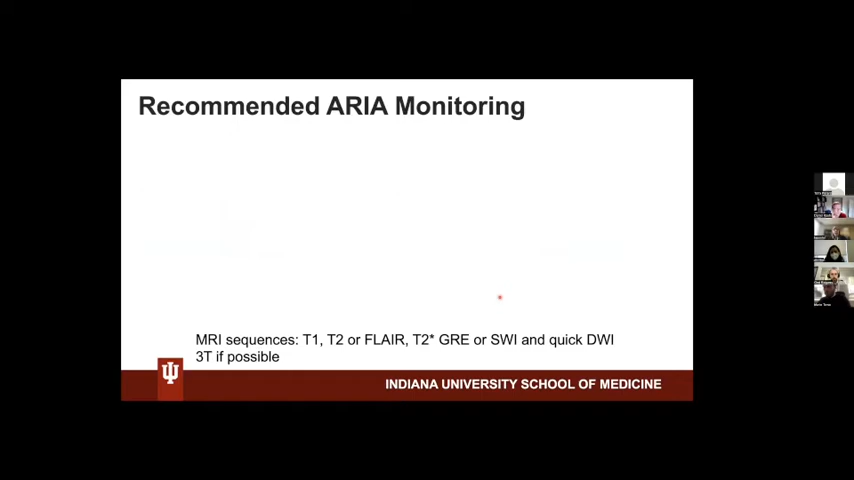 Recommended ARIA Monitoring
MRI sequences: T1, T2 or FLAIR, T2* GRE or SWI and quick DWI
3T if possible
INDIANA UNIVERSITY SCHOOL OF MEDICINE